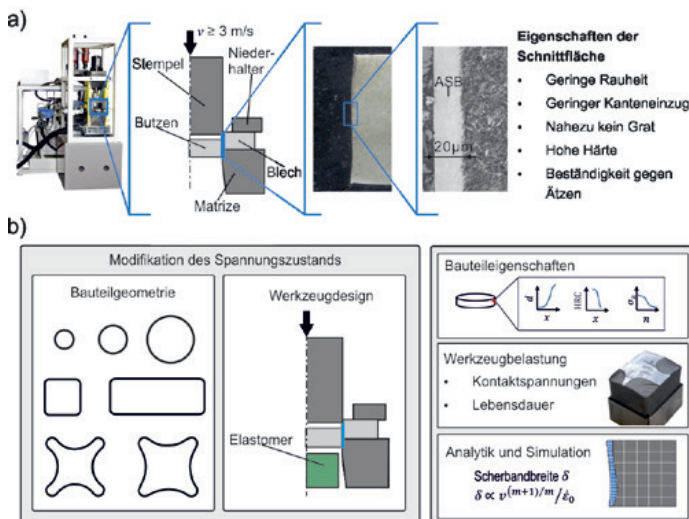 a)
v ≥ 3 m/s
Nieder-
halter
Stempel
Butzen
Blech
Matrize
ASB
20µm
Eigenschaften der
Schnittfläche
• Geringe Rauheit
• Geringer Kanteneinzug
• Nahezu kein Grat
• Hohe Härte
• Beständigkeit gegen
Ätzen
b)
Modifikation des Spannungszustands
Bauteilgeometrie
Werkzeugdesign
Elastomer
Bauteileigenschaften
d
x
HRC
x
n
Werkzeugbelastung
• Kontaktspannungen
• Lebensdauer
Analytik und Simulation
Scherbandbreite δ
δ ∝ v^(m+1)/m/ε̇₀